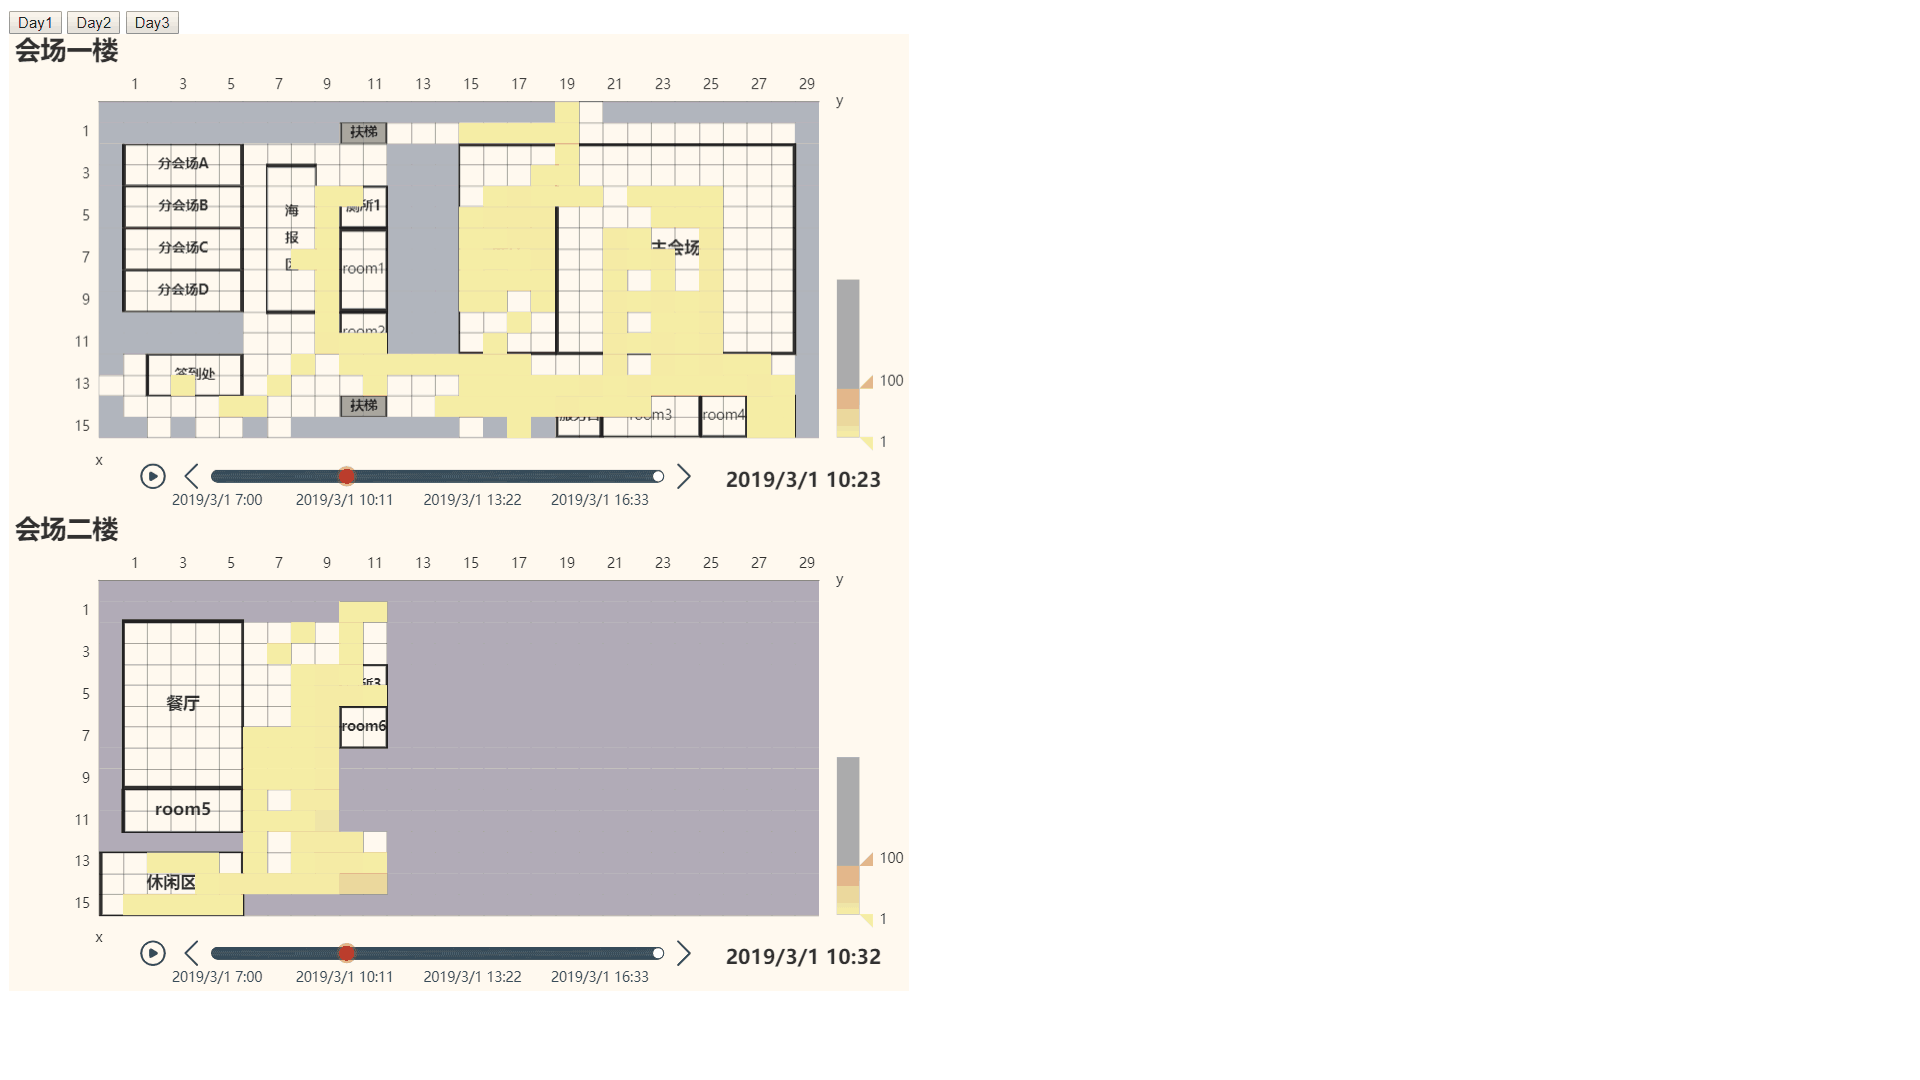 Day1 Day2 Day3
会场一楼
1 3 5 7 9 11 13 15 17 19 21 23 25 27 29
y
1
扶梯
分会场A
3
分会场B
海
厕所1
5
报
分会场C
主会场
7
区
room1
分会场D
9
room2
11
签到处
13
100
扶梯
服务台 room3 room4
15
1
x
2019/3/1 10:23
2019/3/1 7:00 2019/3/1 10:11 2019/3/1 13:22 2019/3/1 16:33
会场二楼
1 3 5 7 9 11 13 15 17 19 21 23 25 27 29
y
1
3
所3
5
餐厅
room6
7
9
room5
11
13
100
休闲区
15
1
x
2019/3/1 10:32
2019/3/1 7:00 2019/3/1 10:11 2019/3/1 13:22 2019/3/1 16:33